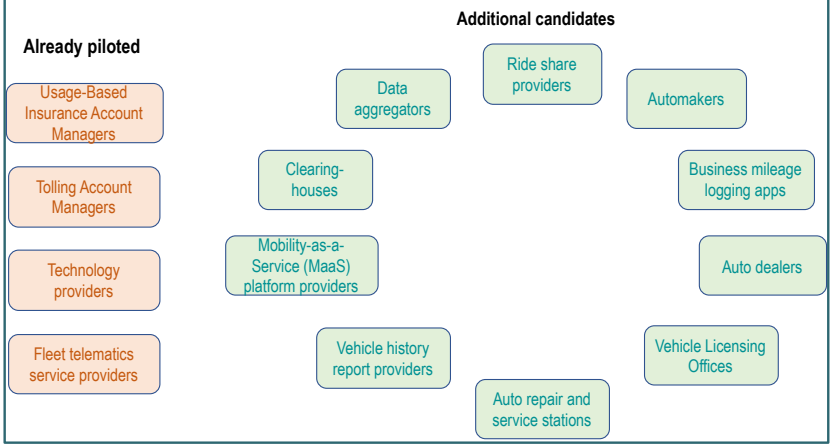 Additional candidates
Already piloted
Usage-Based
Insurance Account
Managers
Tolling Account
Managers
Technology
providers
Fleet telematics
service providers
Ride share
providers
Data
aggregators
Automakers
Clearing-
houses
Business mileage
logging apps
Mobility-as-a-
Service (MaaS)
platform providers
Auto dealers
Vehicle history
report providers
Vehicle Licensing
Offices
Auto repair and
service stations